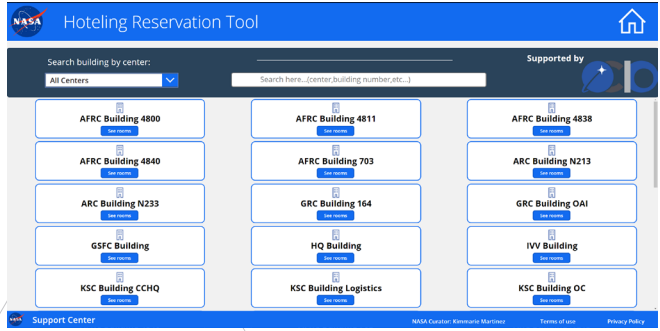 NASA
Hoteling Reservation Tool
Search building by center:
Supported by
All Centers
Search here...(center,building number,etc...)
CIO
AFRC Building 4800
See rooms
AFRC Building 4811
See rooms
AFRC Building 4838
See rooms
AFRC Building 4840
See rooms
AFRC Building 703
See rooms
ARC Building N213
See rooms
ARC Building N233
See rooms
GRC Building 164
See rooms
GRC Building OAI
See rooms
GSFC Building
See rooms
HQ Building
See rooms
IVV Building
See rooms
KSC Building CCHQ
See rooms
KSC Building Logistics
See rooms
KSC Building OC
See rooms
NASA
Support Center
NASA Curator: Kimmarie Martinez
Terms of use
Privacy Policy